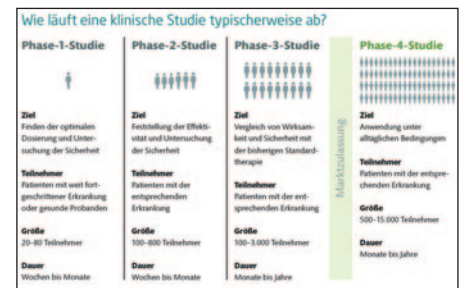 Wie läuft eine klinische Studie typischerweise ab?
Phase-1-Studie
Ziel
Finden der optimalen
Dosierung und Unter-
suchung der Sicherheit
Teilnehmer
Patienten mit weit fort-
geschrittener Erkrankung
oder gesunde Probanden
Größe
20–80 Teilnehmer
Dauer
Wochen bis Monate
Phase-2-Studie
Ziel
Feststellung der Effekti-
vität und Untersuchung
der Sicherheit
Teilnehmer
Patienten mit der
entsprechenden
Erkrankung
Größe
100–800 Teilnehmer
Dauer
Wochen bis Monate
Phase-3-Studie
Ziel
Vergleich von Wirksam-
keit und Sicherheit mit
der bisherigen Standard-
therapie
Teilnehmer
Patienten mit der ent-
sprechenden Erkrankung
Größe
100–3.000 Teilnehmer
Dauer
Monate bis Jahre
Marktzulassung
Phase-4-Studie
Ziel
Anwendung unter
alltäglichen Bedingungen
Teilnehmer
Patienten mit der entspre-
chenden Erkrankung
Größe
500–15.000 Teilnehmer
Dauer
Monate bis Jahre